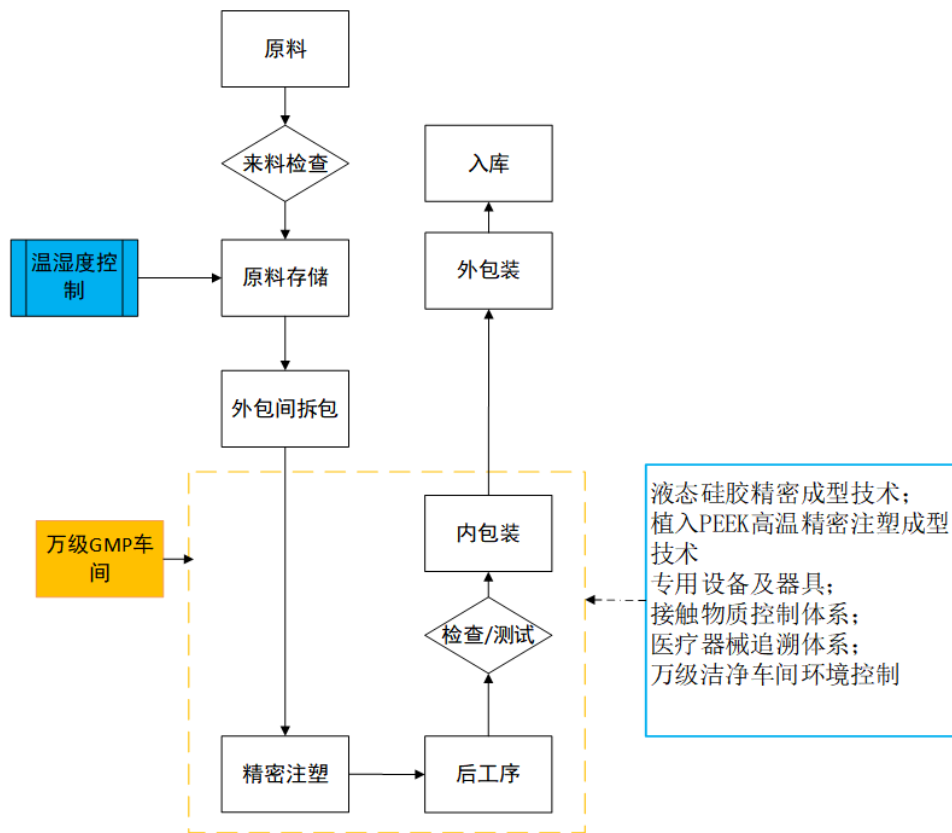 原料
来料检查
入库
温湿度控
制
原料存储
外包装
外包间拆包
万级GMP车
间
内包装
检查/测试
精密注塑
后工序
液态硅胶精密成型技术；
植入PEEK高温精密注塑成型
技术
专用设备及器具；
接触物质控制体系；
医疗器械追溯体系；
万级洁净车间环境控制